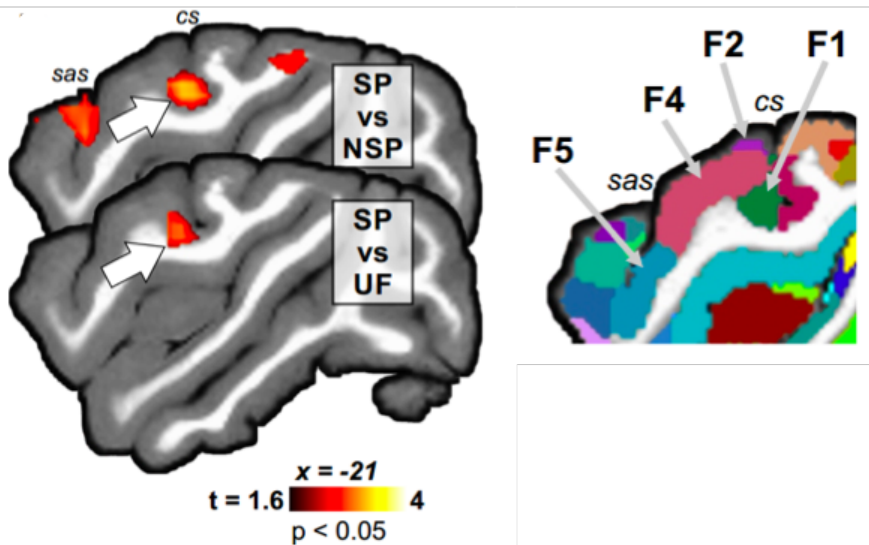 cs
sas
SP
vs
NSP
SP
vs
UF
x = -21
t = 1.6 4
p < 0.05
F2 F1
F4 cs
F5
sas